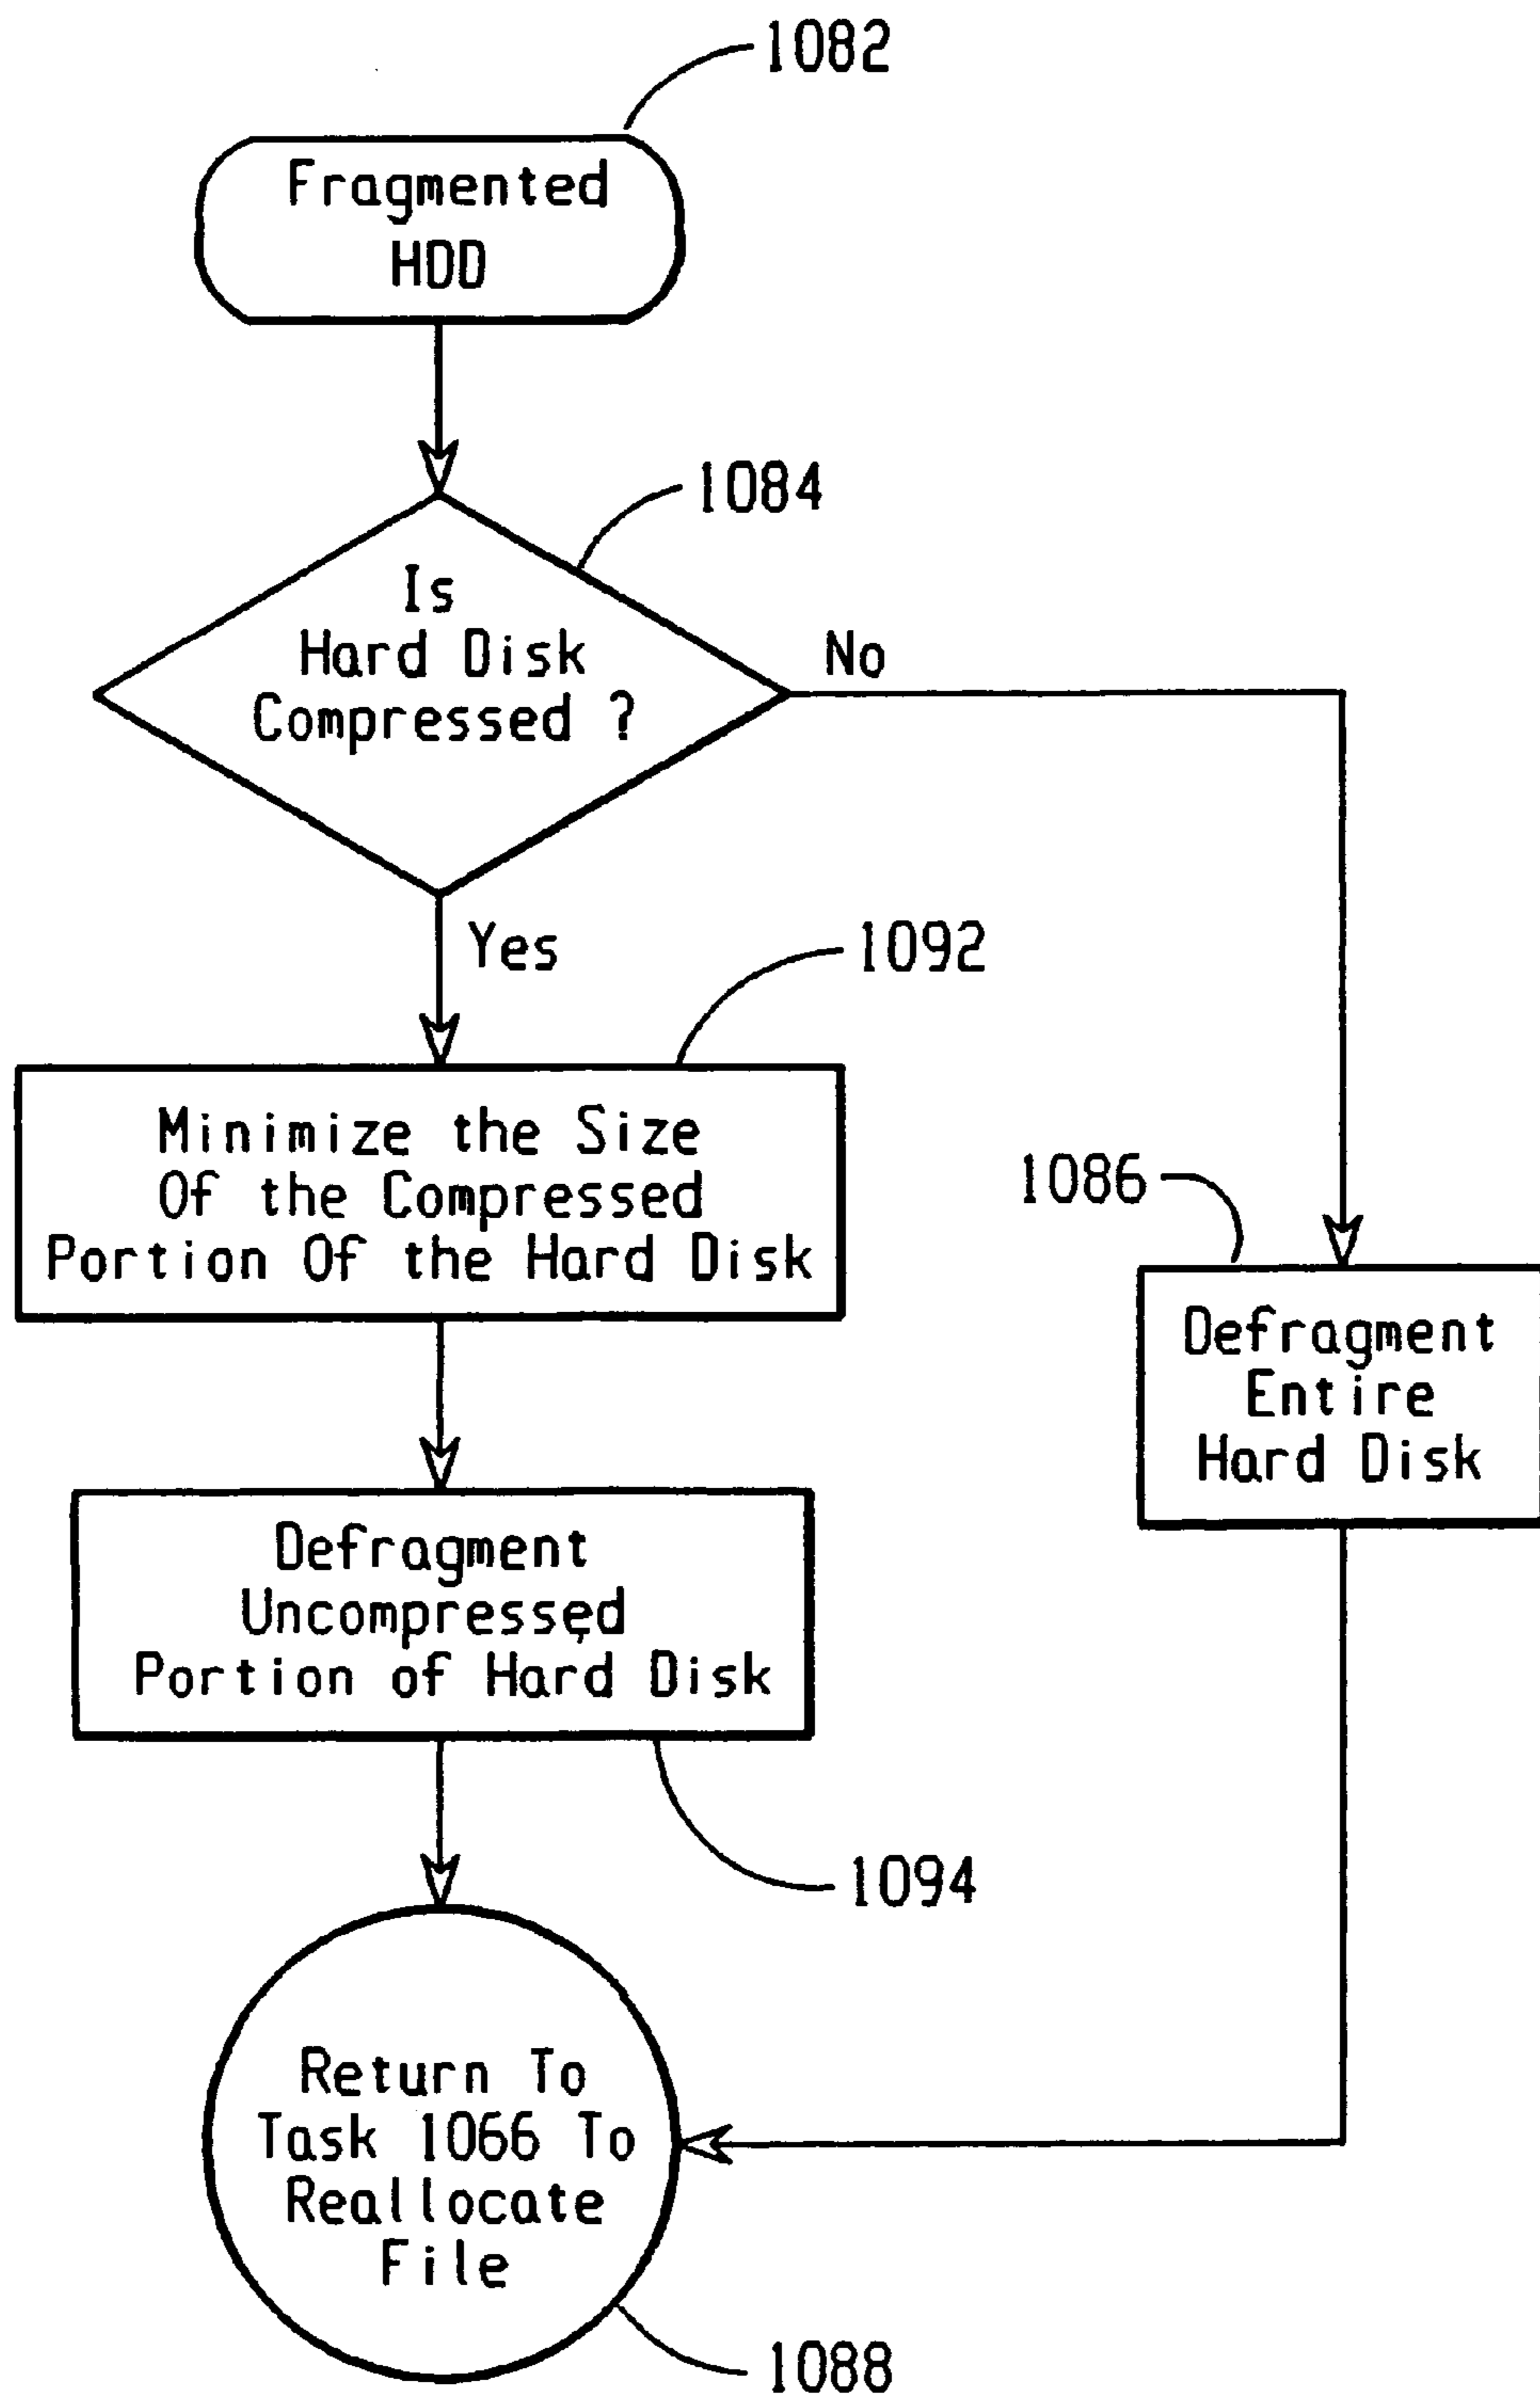 1082
Fragmented
HDD
1084
Is
Hard Disk
Compressed ?
No
Yes
1092
Minimize the Size
Of the Compressed
Portion Of the Hard Disk
1086
Defragment
Entire
Hard Disk
Defragment
Uncompressed
Portion of Hard Disk
1094
Return To
Task 1066 To
Reallocate
File
1088